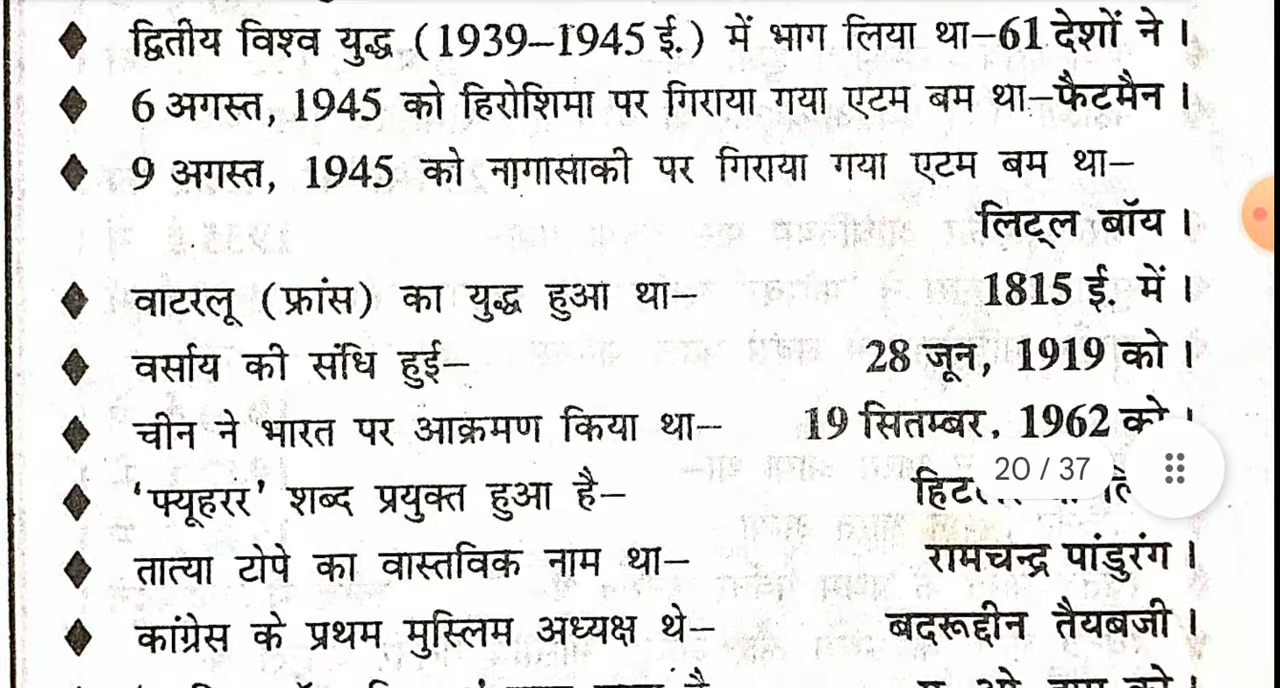 ♦ द्वितीय विश्व युद्ध (1939–1945 ई.) में भाग लिया था–61 देशों ने।
♦ 6 अगस्त, 1945 को हिरोशिमा पर गिराया गया एटम बम था–फैटमैन।
♦ 9 अगस्त, 1945 को नागासाकी पर गिराया गया एटम बम था–
लिट्ल बॉय।
♦ वाटरलू (फ्रांस) का युद्ध हुआ था– 1815 ई. में।
♦ वर्साय की संधि हुई– 28 जून, 1919 को।
♦ चीन ने भारत पर आक्रमण किया था– 19 सितम्बर, 1962 को।
20 / 37
♦ ‘फ्यूहरर’ शब्द प्रयुक्त हुआ है–
♦ तात्या टोपे का वास्तविक नाम था– रामचन्द्र पांडुरंग।
♦ कांग्रेस के प्रथम मुस्लिम अध्यक्ष थे– बदरूद्दीन तैयबजी।